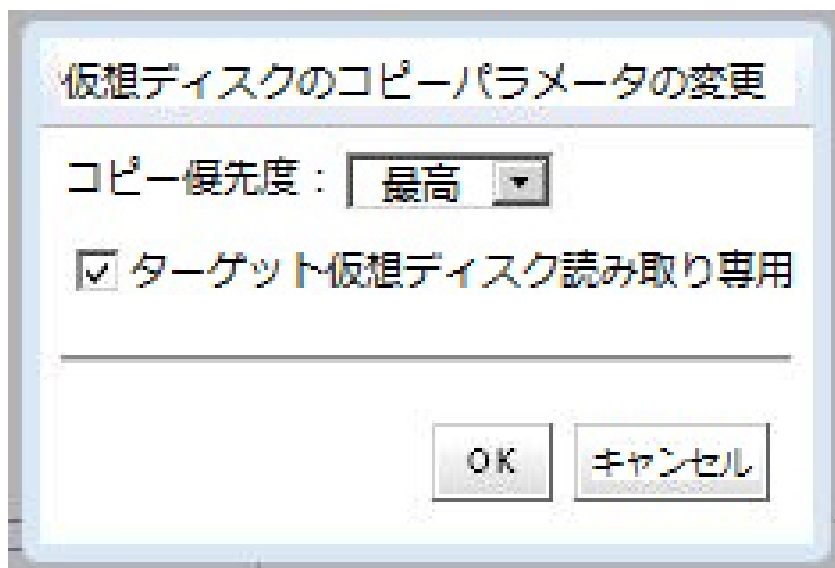 仮想ディスクのコピーパラメータの変更
コピー優先度： 最高
ターゲット仮想ディスク読み取り専用
OK キャンセル